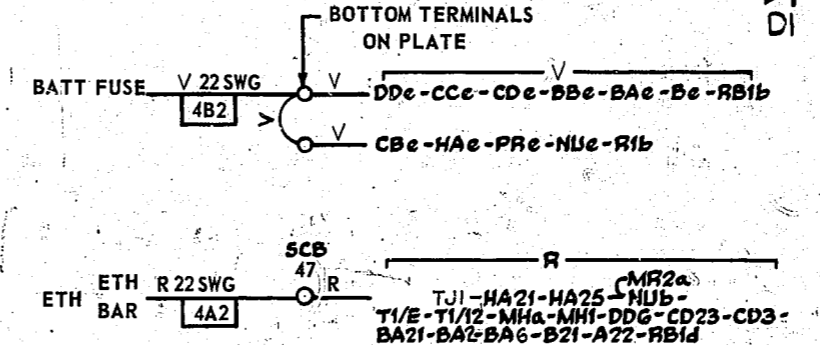 BOTTOM TERMINALS
ON PLATE
BATT FUSE V 22 SWG V V DDe-CCe-CDe-BBe-BAe-Be-RB1b
4B2
V
V CBe-HAe-PRe-NUe-R1b
SCB
47
R
ETH ETH BAR R 22 SWG R
4A2
MR2a
TJ1-HA21-HA25-NUb-
T1/E-T1/12-MHa-MH1-DDG-CD23-CD3-
BA21-BA2-BA6-B21-A22-RB1d